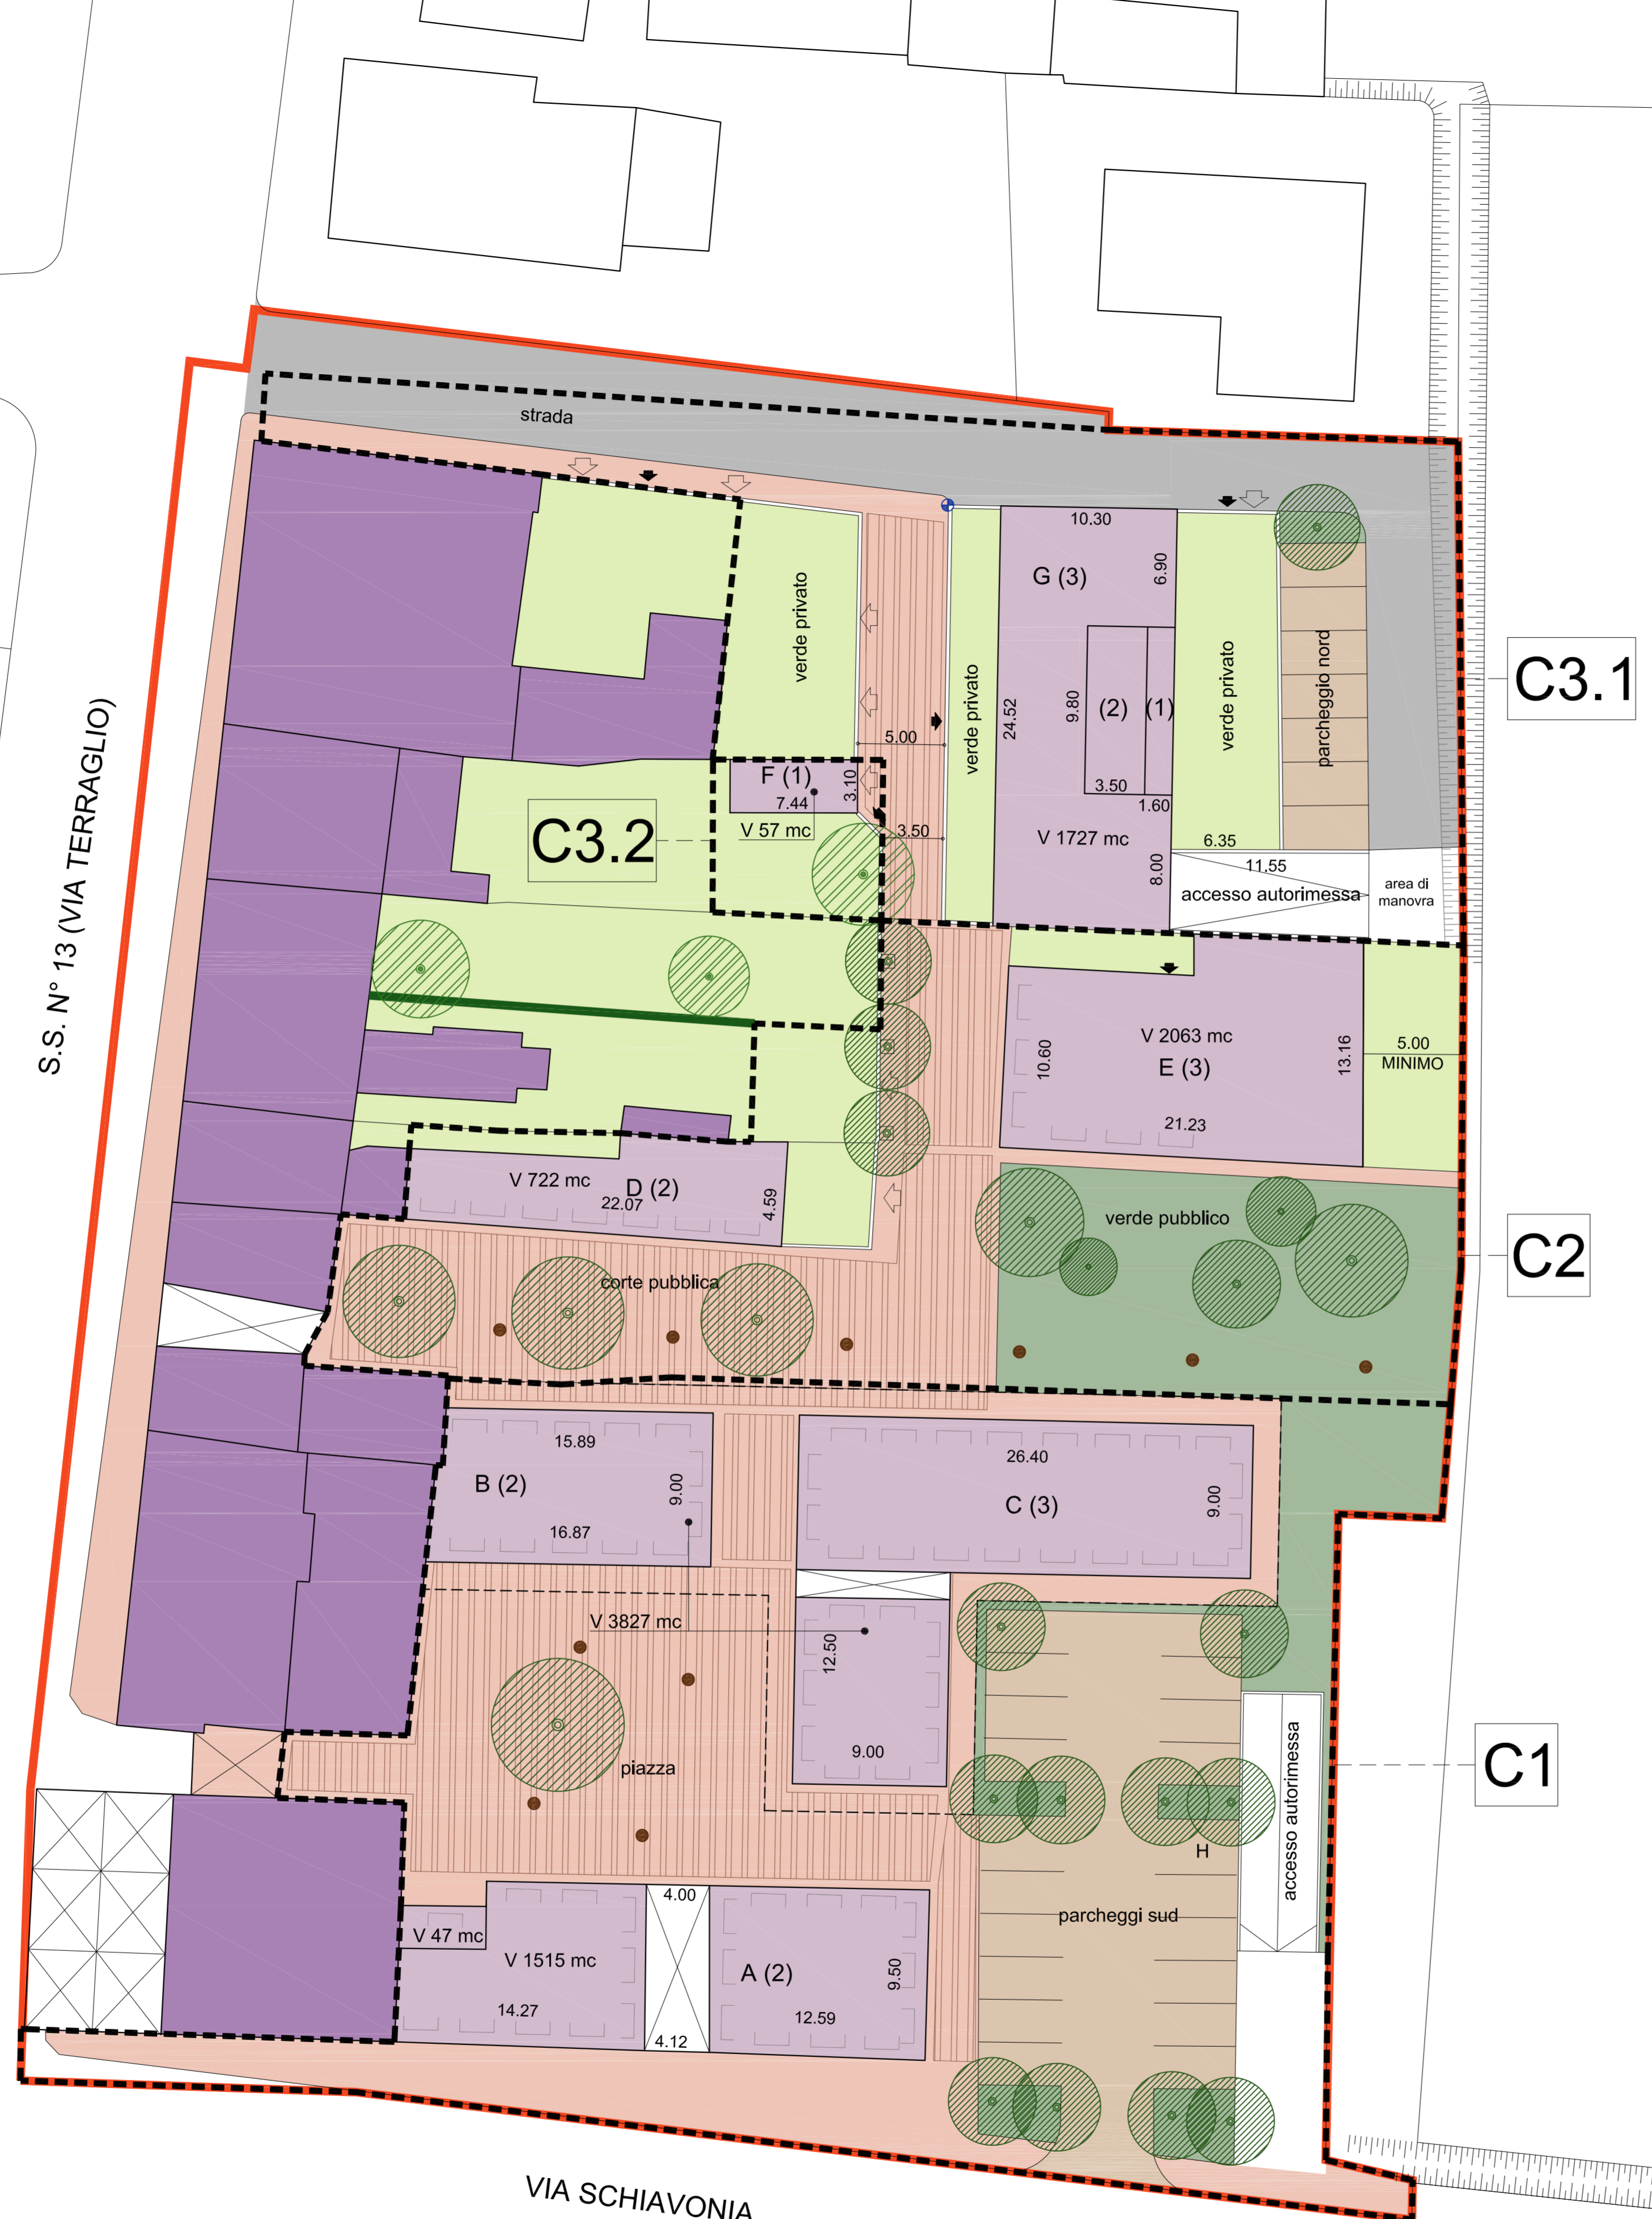 strada
10.30
G (3)
6.90
verde privato
verde privato
24.52
9.80
(2)
(1)
verde privato
parcheggio nord
C3.1
5.00
3.50
1.60
F (1)
3.10
7.44
V 57 mc
C3.2
3.50
V 1727 mc
8.00
6.35
11.55
accesso autorimessa
area di
manovra
S.S. N° 13 (VIA TERRAGLIO)
V 2063 mc
E (3)
10.60
13.16
21.23
5.00
MINIMO
V 722 mc
D (2)
22.07
4.59
verde pubblico
C2
corte pubblica
15.89
B (2)
9.00
16.87
26.40
C (3)
9.00
V 3827 mc
12.50
9.00
piazza
C1
accesso autorimessa
H
parcheggi sud
4.00
V 47 mc
V 1515 mc
14.27
A (2)
9.50
12.59
4.12
VIA SCHIAVONIA